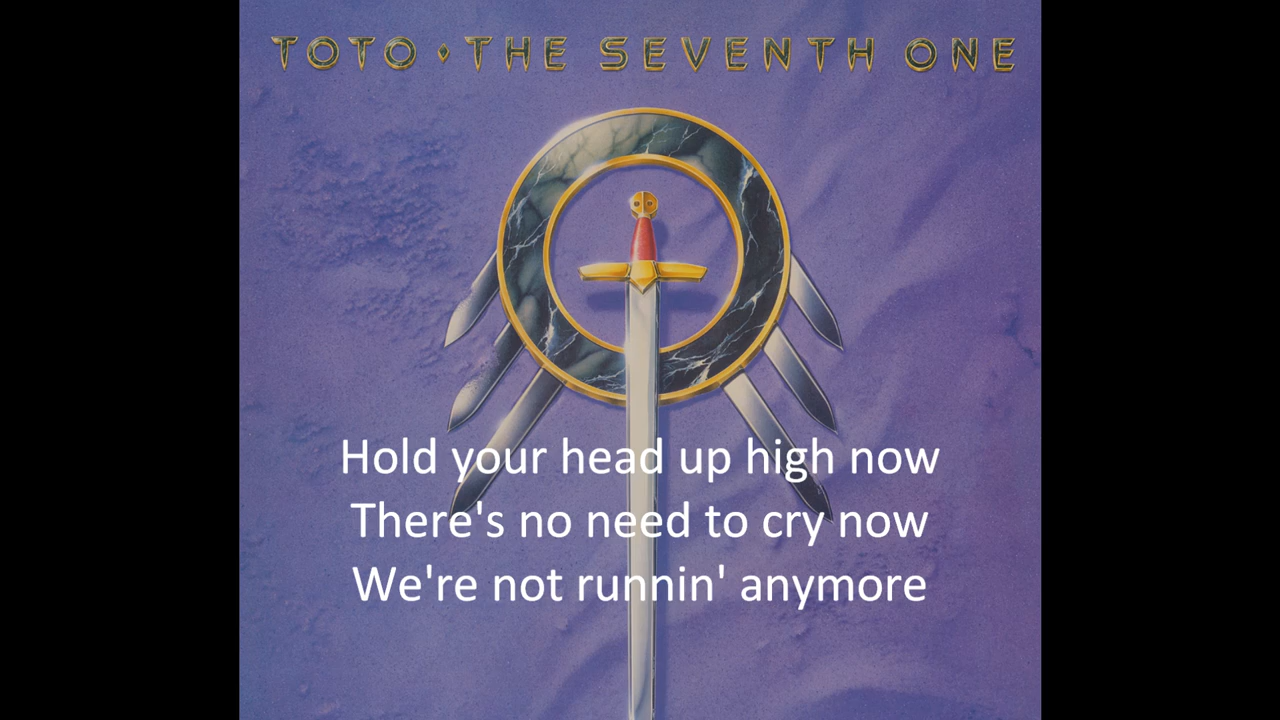 TOTO ♦ THE SEVENTH ONE
Hold your head up high now
There's no need to cry now
We're not runnin' anymore